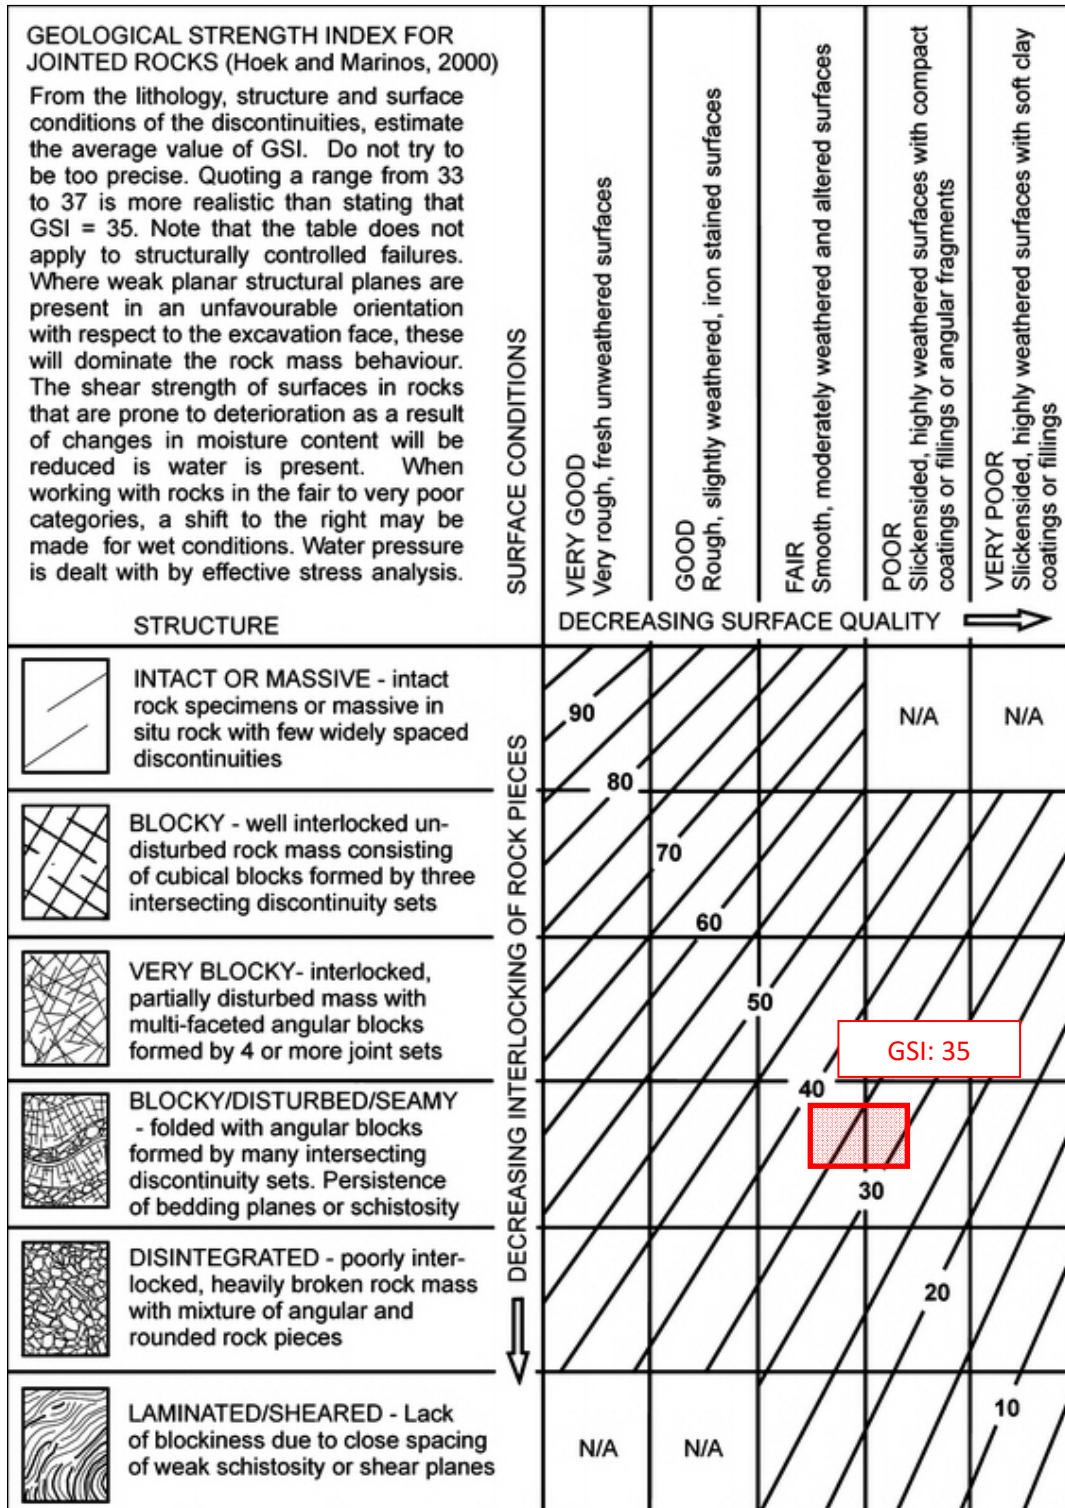 GEOLOGICAL STRENGTH INDEX FOR
JOINTED ROCKS (Hoek and Marinos, 2000)
From the lithology, structure and surface
conditions of the discontinuities, estimate
the average value of GSI. Do not try to
be too precise. Quoting a range from 33
to 37 is more realistic than stating that
GSI = 35. Note that the table does not
apply to structurally controlled failures.
Where weak planar structural planes are
present in an unfavourable orientation
with respect to the excavation face, these
will dominate the rock mass behaviour.
The shear strength of surfaces in rocks
that are prone to deterioration as a result
of changes in moisture content will be
reduced is water is present. When
working with rocks in the fair to very poor
categories, a shift to the right may be
made for wet conditions. Water pressure
is dealt with by effective stress analysis.
STRUCTURE
SURFACE CONDITIONS
VERY GOOD
Very rough, fresh unweathered surfaces
GOOD
Rough, slightly weathered, iron stained surfaces
FAIR
Smooth, moderately weathered and altered surfaces
POOR
Slickensided, highly weathered surfaces with compact
coatings or fillings or angular fragments
VERY POOR
Slickensided, highly weathered surfaces with soft clay
coatings or fillings
DECREASING SURFACE QUALITY
DECREASING INTERLOCKING OF ROCK PIECES
INTACT OR MASSIVE - intact
rock specimens or massive in
situ rock with few widely spaced
discontinuities
90
80
N/A
N/A
BLOCKY - well interlocked un-
disturbed rock mass consisting
of cubical blocks formed by three
intersecting discontinuity sets
70
60
VERY BLOCKY- interlocked,
partially disturbed mass with
multi-faceted angular blocks
formed by 4 or more joint sets
50
GSI: 35
BLOCKY/DISTURBED/SEAMY
- folded with angular blocks
formed by many intersecting
discontinuity sets. Persistence
of bedding planes or schistosity
40
30
DISINTEGRATED - poorly inter-
locked, heavily broken rock mass
with mixture of angular and
rounded rock pieces
20
LAMINATED/SHEARED - Lack
of blockiness due to close spacing
of weak schistosity or shear planes
N/A
N/A
10